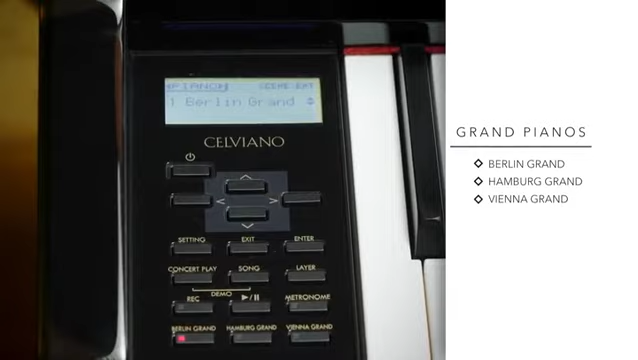 PIANO
1 Berlin Grand
CELVIANO
SETTING EXIT ENTER
CONCERT PLAY SONG LAYER
DEMO
REC ▶/II METRONOME
BERLIN GRAND HAMBURG GRAND VIENNA GRAND
GRAND PIANOS
BERLIN GRAND
HAMBURG GRAND
VIENNA GRAND